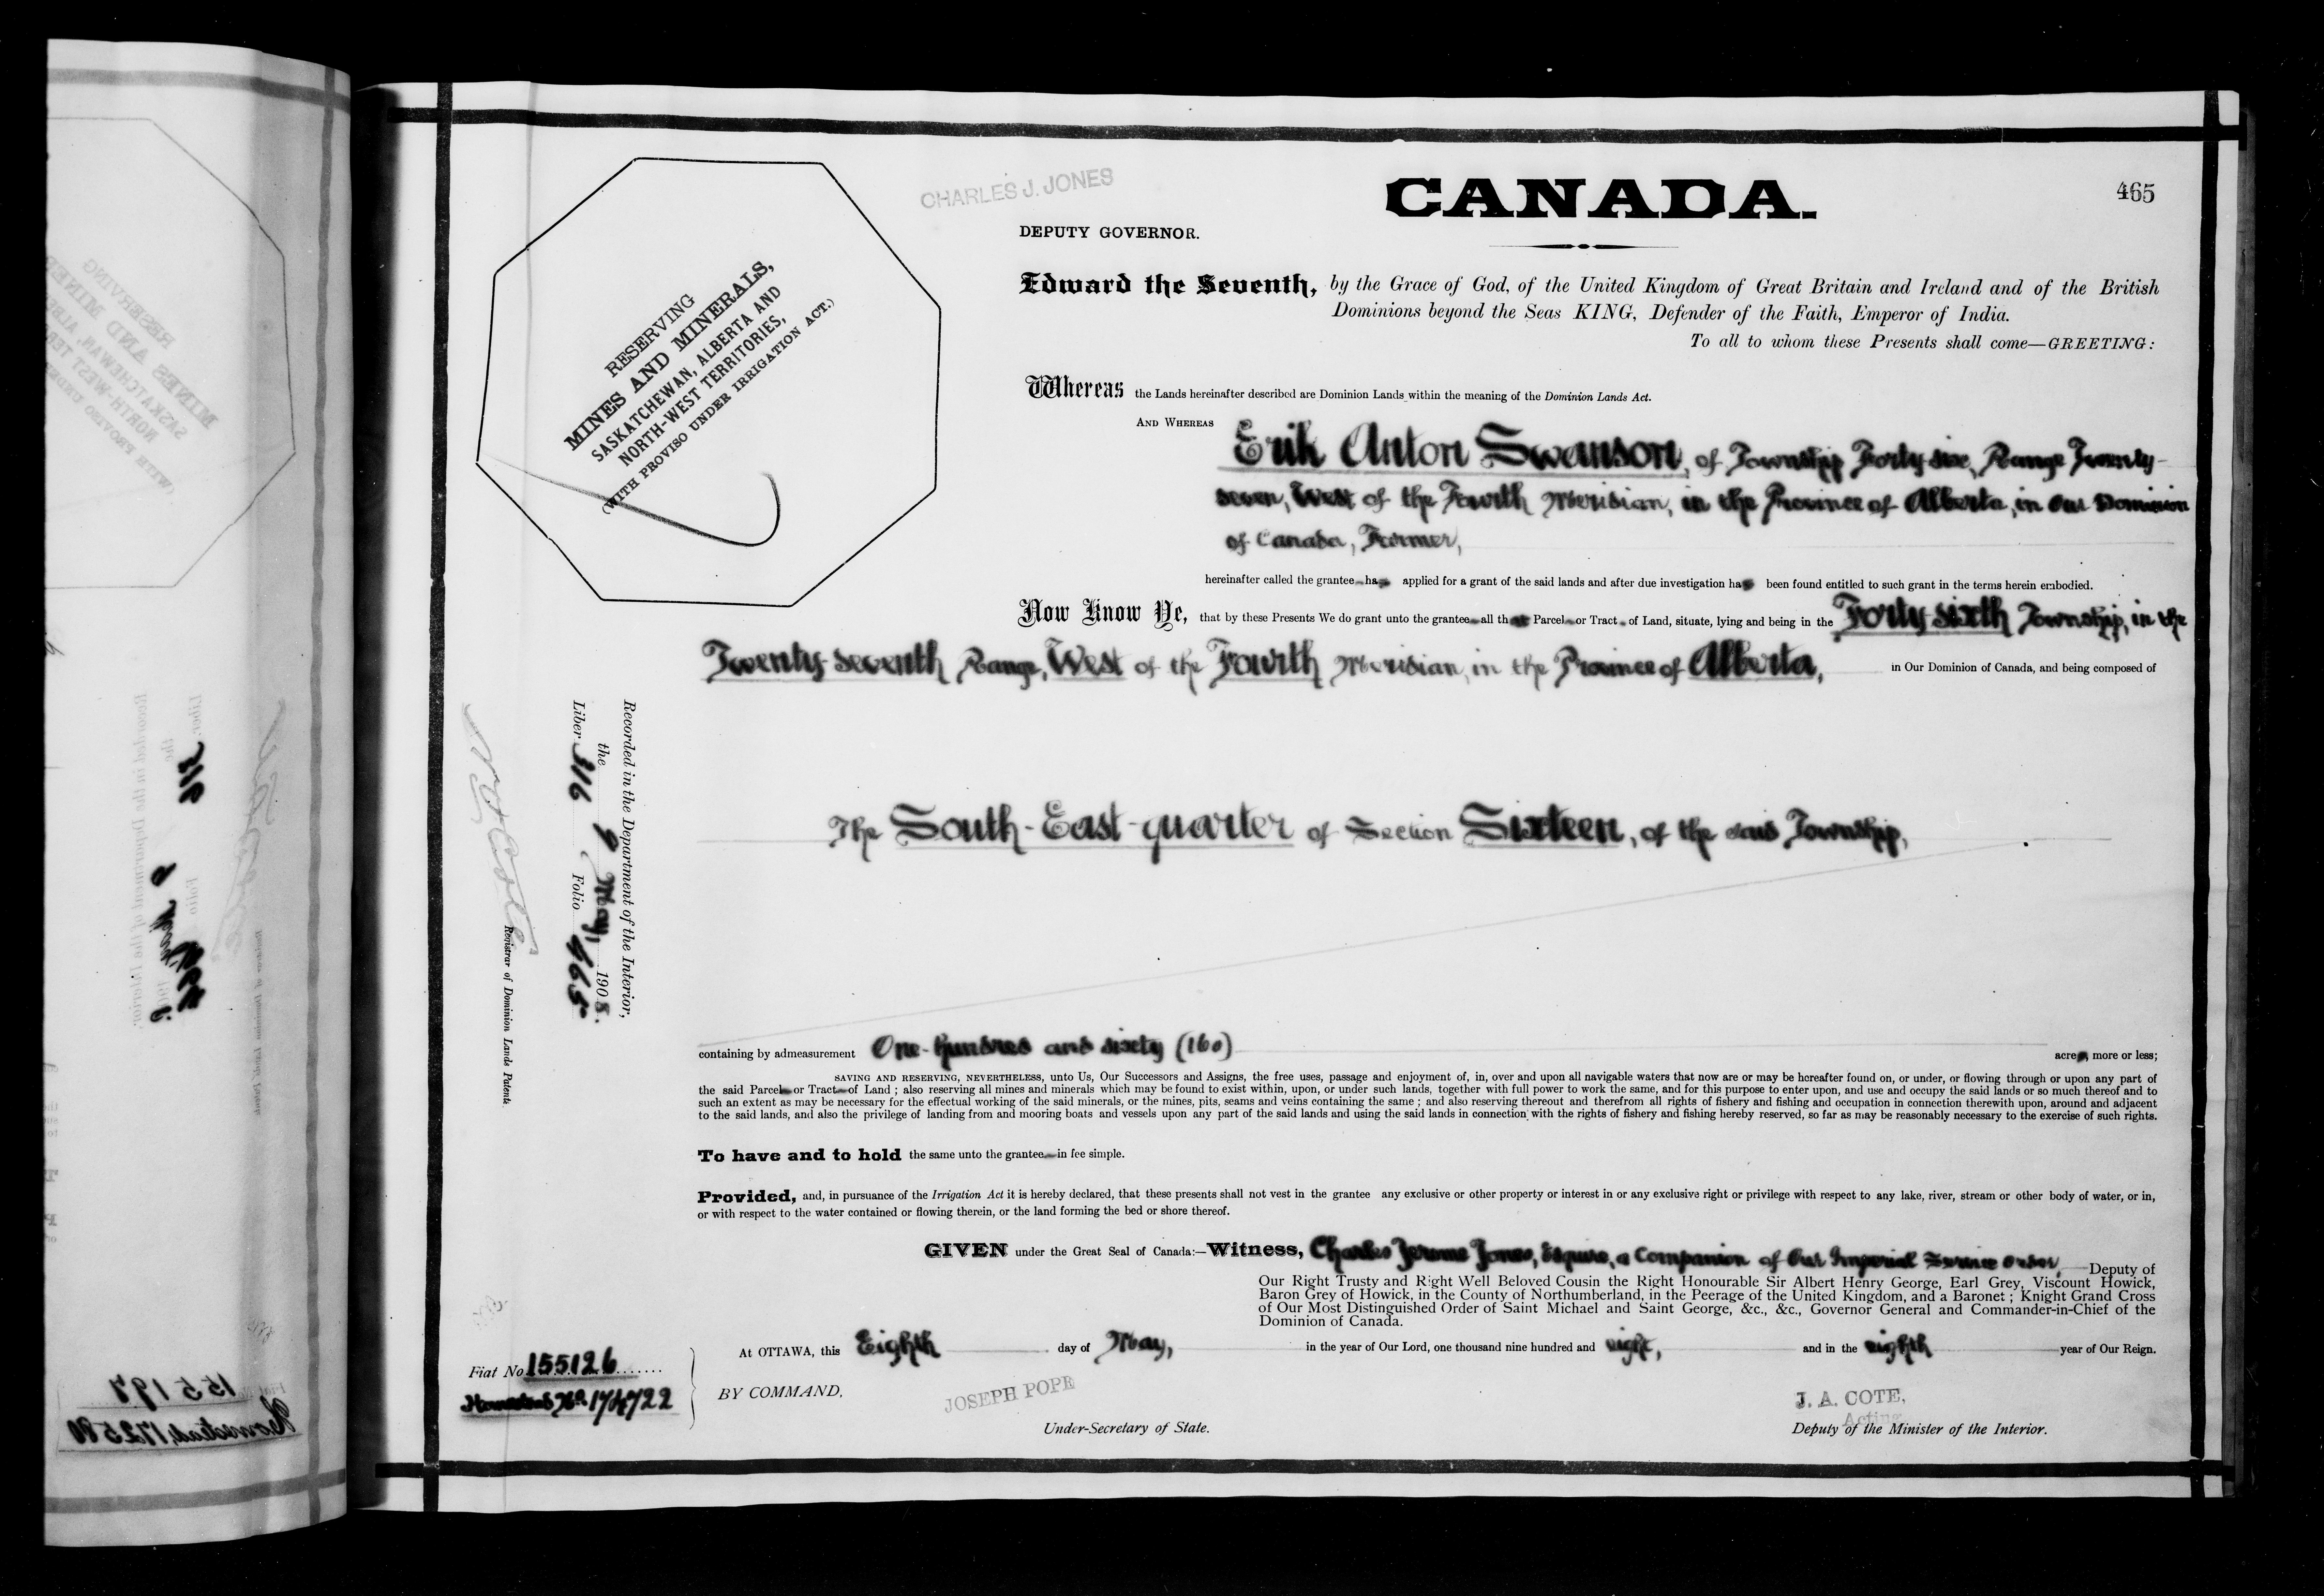 CHARLES J. JONES
CANADA.
465
DEPUTY GOVERNOR.
RESERVING
MINES AND MINERALS,
SASKATCHEWAN, ALBERTA AND
NORTH-WEST TERRITORIES,
(WITH PROVISO UNDER IRRIGATION ACT.)
Edward the Seventh, by the Grace of God, of the United Kingdom of Great Britain and Ireland and of the British
Dominions beyond the Seas KING, Defender of the Faith, Emperor of India.
To all to whom these Presents shall come—GREETING:
Whereas the Lands hereinafter described are Dominion Lands within the meaning of the Dominion Lands Act.
AND WHEREAS Erik Anton Swanson, of Township Forty-six, Range Twenty-
seven, West of the Fourth Meridian, in the Province of Alberta, in Our Dominion
of Canada, Farmer,
hereinafter called the grantee has applied for a grant of the said lands and after due investigation has been found entitled to such grant in the terms herein embodied.
Now Know Ye, that by these Presents We do grant unto the grantee all that Parcel or Tract of Land, situate, lying and being in the Forty-sixth Township, in the
Twenty-seventh Range, West of the Fourth Meridian, in the Province of Alberta, in Our Dominion of Canada, and being composed of
The South-East-quarter of Section Sixteen, of the said Township,
Recorded in the Department of the Interior,
the 9 May, 1908.
Liber 316 Folio 465
Registrar of Dominion Lands Patents.
containing by admeasurement One-hundred and sixty (160) acres, more or less;
SAVING AND RESERVING, NEVERTHELESS, unto Us, Our Successors and Assigns, the free uses, passage and enjoyment of, in, over and upon all navigable waters that now are or may be hereafter found on, or under, or flowing through or upon any part of
the said Parcel or Tract of Land ; also reserving all mines and minerals which may be found to exist within, upon, or under such lands, together with full power to work the same, and for this purpose to enter upon, and use and occupy the said lands or so much thereof and to
such an extent as may be necessary for the effectual working of the said minerals, or the mines, pits, seams and veins containing the same ; and also reserving thereout and therefrom all rights of fishery and fishing and occupation in connection therewith upon, around and adjacent
to the said lands, and also the privilege of landing from and mooring boats and vessels upon any part of the said lands and using the said lands in connection with the rights of fishery and fishing hereby reserved, so far as may be reasonably necessary to the exercise of such rights.
To have and to hold the same unto the grantee in fee simple.
Provided, and, in pursuance of the Irrigation Act it is hereby declared, that these presents shall not vest in the grantee any exclusive or other property or interest in or any exclusive right or privilege with respect to any lake, river, stream or other body of water, or in,
or with respect to the water contained or flowing therein, or the land forming the bed or shore thereof.
GIVEN under the Great Seal of Canada:—Witness, Charles Jerome Jones, Esquire, a Companion of Our Imperial Service Order, Deputy of
Our Right Trusty and Right Well Beloved Cousin the Right Honourable Sir Albert Henry George, Earl Grey, Viscount Howick,
Baron Grey of Howick, in the County of Northumberland, in the Peerage of the United Kingdom, and a Baronet ; Knight Grand Cross
of Our Most Distinguished Order of Saint Michael and Saint George, &c., &c., Governor General and Commander-in-Chief of the
Dominion of Canada.
At OTTAWA, this Eighth day of May, in the year of Our Lord, one thousand nine hundred and eight, and in the eighth year of Our Reign.
Fiat No 155126
Homestead No. 174722
BY COMMAND,
JOSEPH POPE
Under-Secretary of State.
J. A. COTE,
Acting
Deputy of the Minister of the Interior.
155197
Homestead, 172580